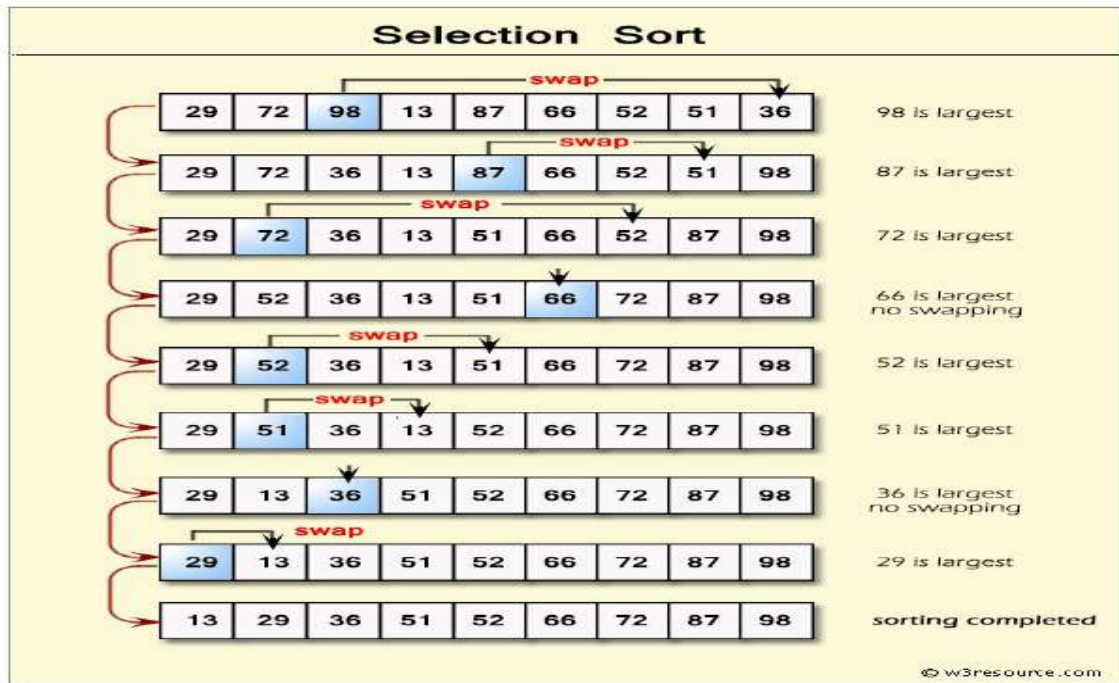 Selection Sort
swap
29 72 98 13 87 66 52 51 36 98 is largest
swap
29 72 36 13 87 66 52 51 98 87 is largest
swap
29 72 36 13 51 66 52 87 98 72 is largest
29 52 36 13 51 66 72 87 98 66 is largest
no swapping
swap
29 52 36 13 51 66 72 87 98 52 is largest
swap
29 51 36 13 52 66 72 87 98 51 is largest
29 13 36 51 52 66 72 87 98 36 is largest
no swapping
swap
29 13 36 51 52 66 72 87 98 29 is largest
13 29 36 51 52 66 72 87 98 sorting completed
© w3resource.com